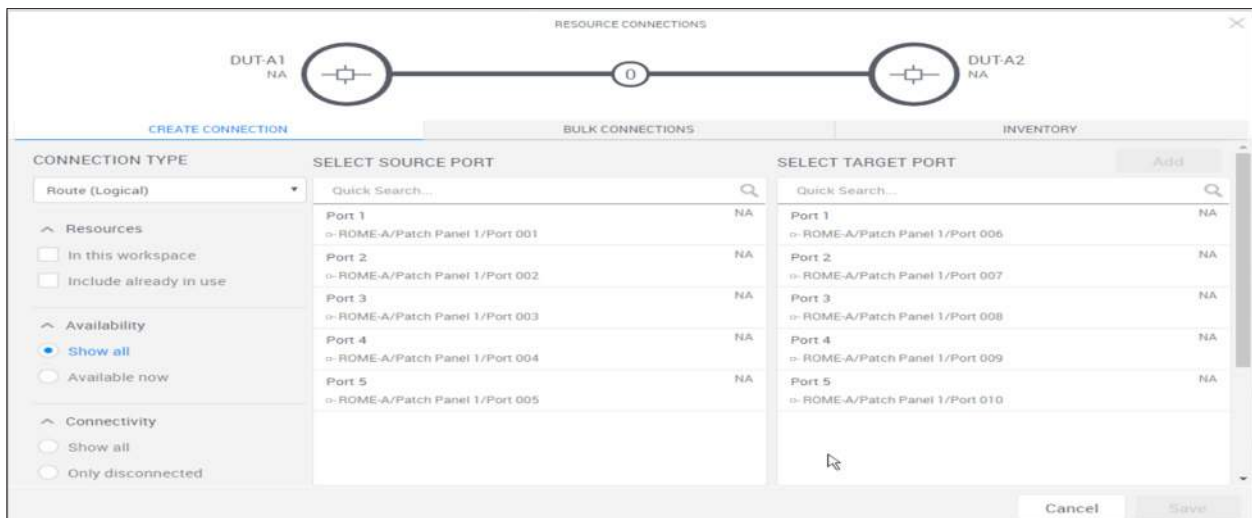 RESOURCE CONNECTIONS
DUT-A1
NA
0
DUT-A2
NA
CREATE CONNECTION
BULK CONNECTIONS
INVENTORY
CONNECTION TYPE
Route (Logical)
Resources
In this workspace
Include already in use
Availability
Show all
Available now
Connectivity
Show all
Only disconnected
SELECT SOURCE PORT
Quick Search...
Port 1 NA
ROME-A/Patch Panel 1/Port 001
Port 2 NA
ROME-A/Patch Panel 1/Port 002
Port 3 NA
ROME-A/Patch Panel 1/Port 003
Port 4 NA
ROME-A/Patch Panel 1/Port 004
Port 5 NA
ROME-A/Patch Panel 1/Port 005
SELECT TARGET PORT
Add
Quick Search...
Port 1 NA
ROME-A/Patch Panel 1/Port 006
Port 2 NA
ROME-A/Patch Panel 1/Port 007
Port 3 NA
ROME-A/Patch Panel 1/Port 008
Port 4 NA
ROME-A/Patch Panel 1/Port 009
Port 5 NA
ROME-A/Patch Panel 1/Port 010
Cancel
Save